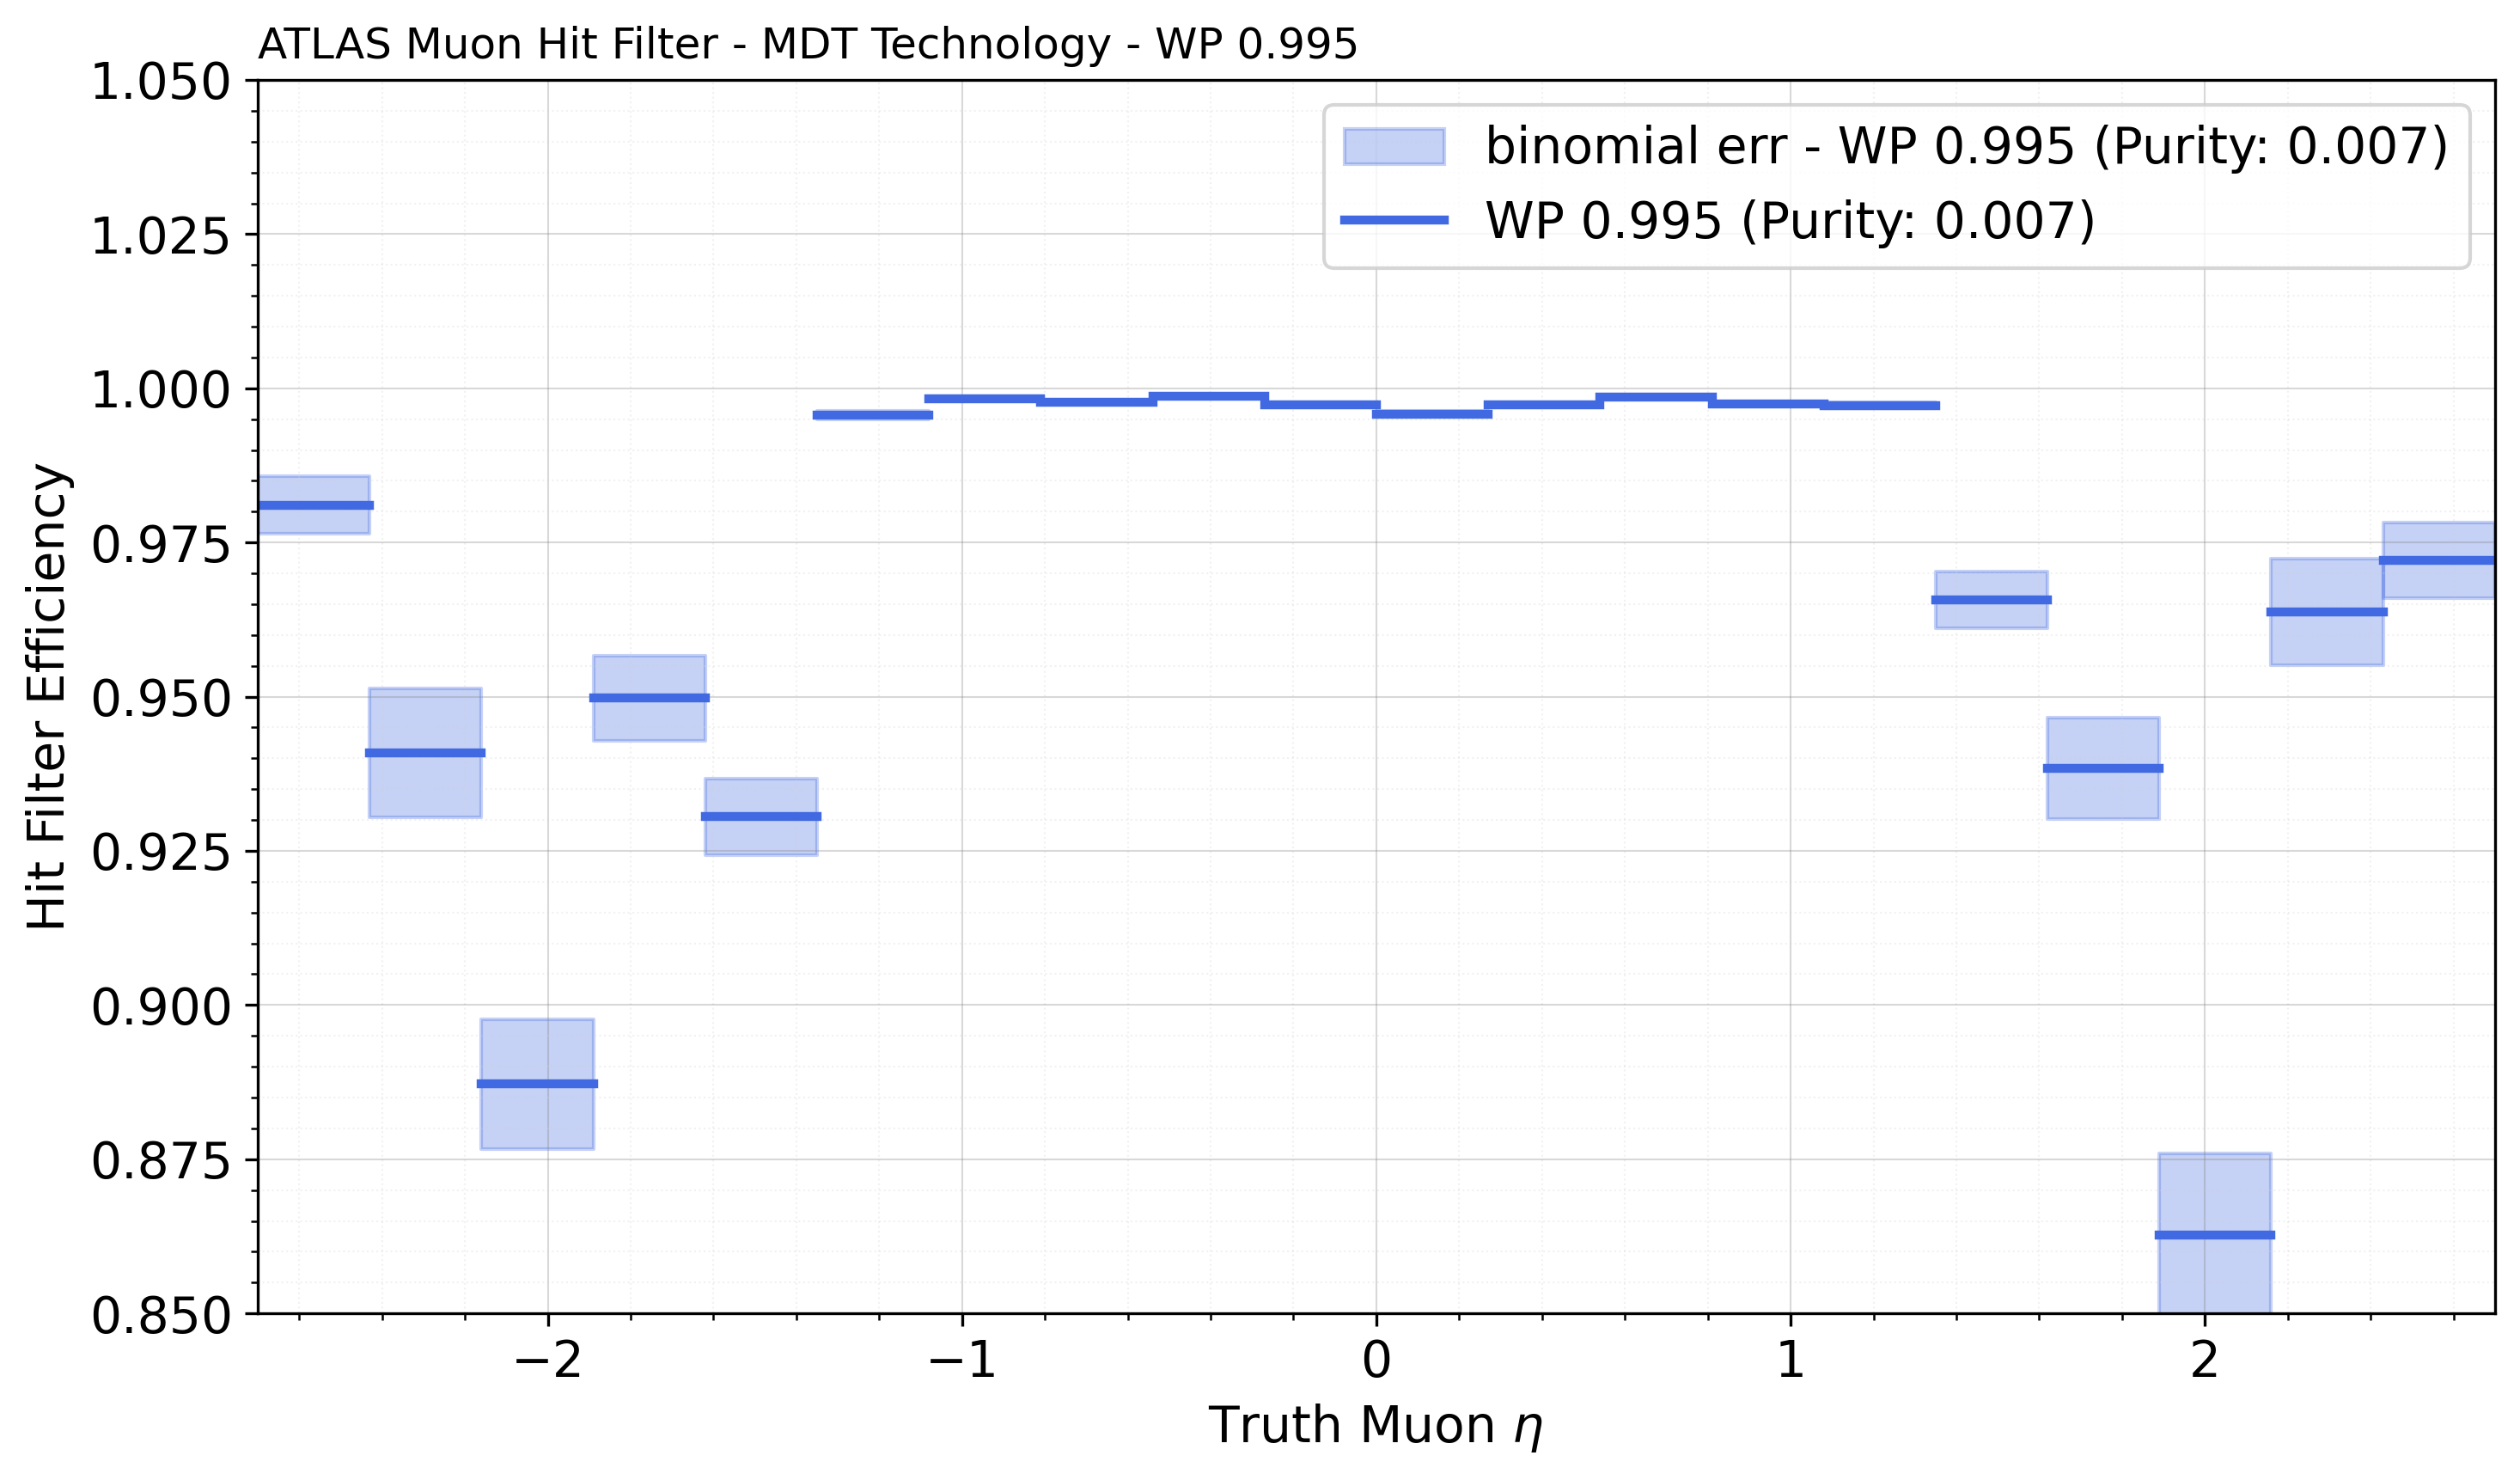 ATLAS Muon Hit Filter - MDT Technology - WP 0.995
1.050
1.025
1.000
0.975
0.950
0.925
0.900
0.875
0.850
Hit Filter Efficiency
binomial err - WP 0.995 (Purity: 0.007)
WP 0.995 (Purity: 0.007)
−2
−1
0
1
2
Truth Muon η